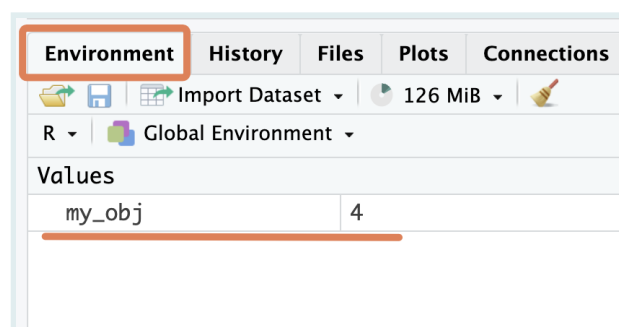 Environment History Files Plots Connections
Import Dataset 126 MiB
R Global Environment
Values
my_obj 4